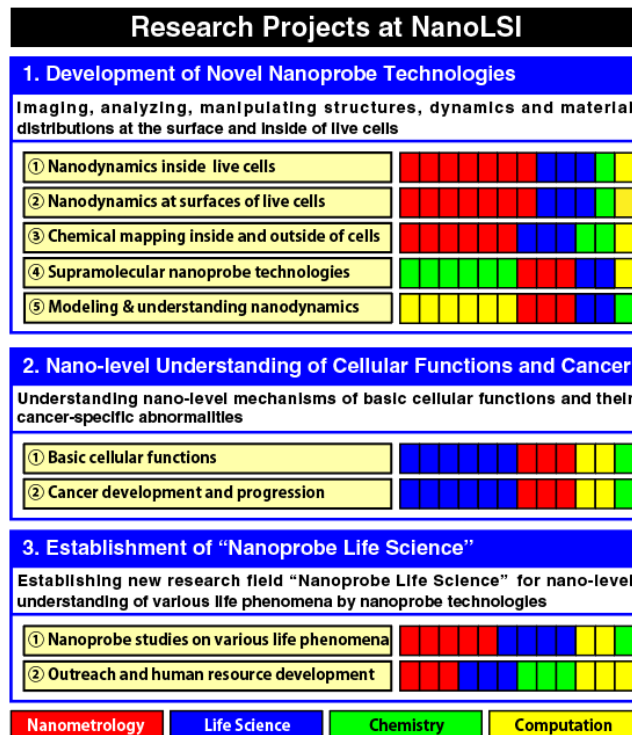 Research Projects at NanoLSI
1. Development of Novel Nanoprobe Technologies
Imaging, analyzing, manipulating structures, dynamics and material
distributions at the surface and inside of live cells
① Nanodynamics inside live cells
② Nanodynamics at surfaces of live cells
③ Chemical mapping inside and outside of cells
④ Supramolecular nanoprobe technologies
⑤ Modeling & understanding nanodynamics
2. Nano-level Understanding of Cellular Functions and Cancer
Understanding nano-level mechanisms of basic cellular functions and their
cancer-specific abnormalities
① Basic cellular functions
② Cancer development and progression
3. Establishment of “Nanoprobe Life Science”
Establishing new research field “Nanoprobe Life Science” for nano-level
understanding of various life phenomena by nanoprobe technologies
① Nanoprobe studies on various life phenomena
② Outreach and human resource development
Nanometrology Life Science Chemistry Computation